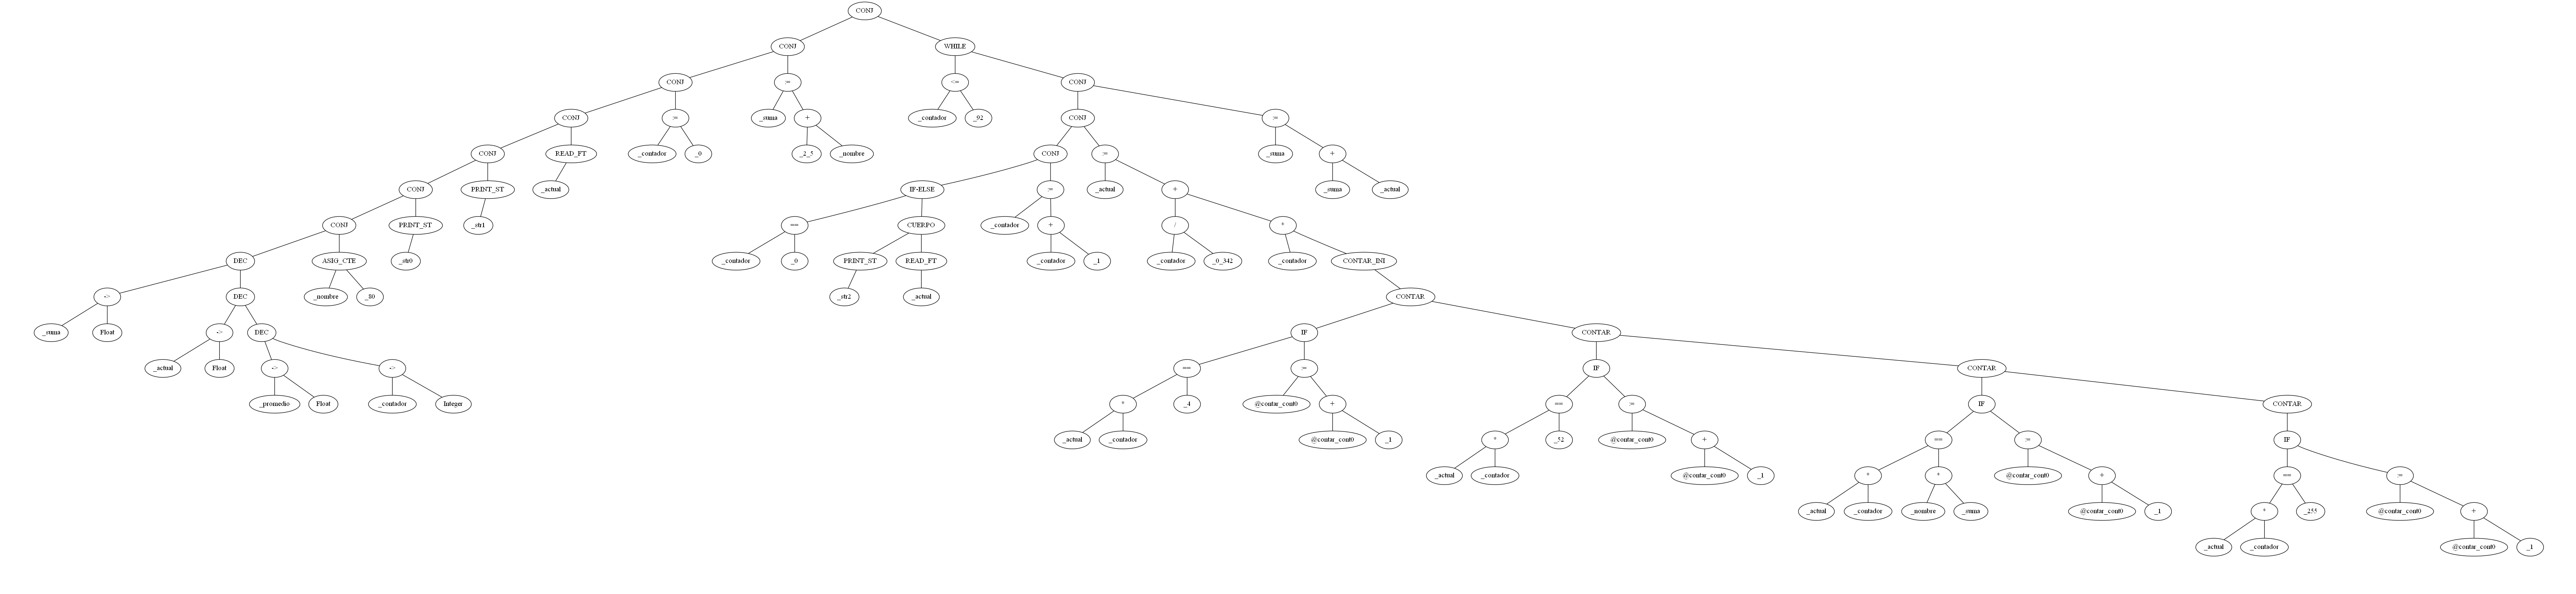 CONJ
CONJ WHILE
CONJ := <= CONJ
CONJ := _suma + _contador _92 CONJ :=
CONJ READ_FT _contador _0 _2_5 _nombre CONJ := _suma +
CONJ PRINT_ST _actual IF-ELSE := _actual + _suma _actual
CONJ PRINT_ST _str1 == CUERPO _contador + / *
DEC ASIG_CTE _str0 _contador _0 PRINT_ST READ_FT _contador _1 _contador _0_342 _contador CONTAR_INI
-> DEC _nombre _80 _str2 _actual CONTAR
_suma Float -> DEC IF CONTAR
_actual Float -> -> == := IF CONTAR
_promedio Float _contador Integer * _4 @contar_cont0 + == := IF CONTAR
_actual _contador @contar_cont0 _1 * _52 @contar_cont0 + == := IF
_actual _contador @contar_cont0 _1 * * @contar_cont0 + == :=
_actual _contador _nombre _suma @contar_cont0 _1 * _255 @contar_cont0 +
_actual _contador @contar_cont0 _1